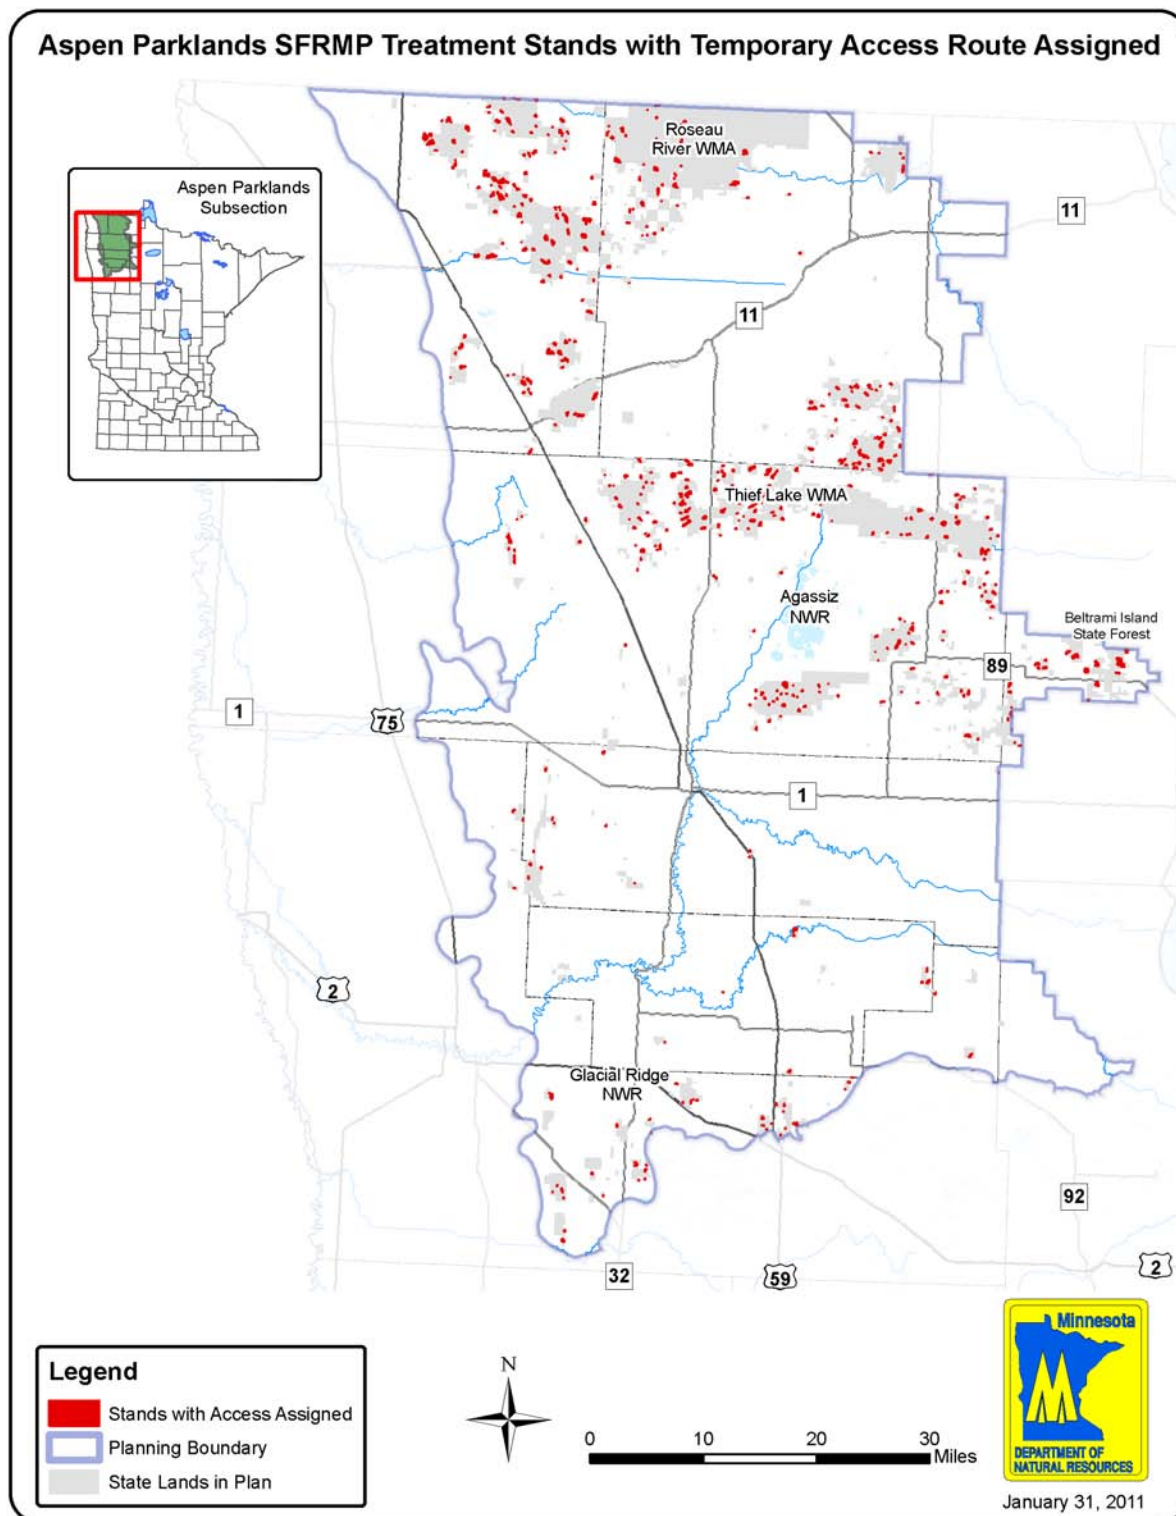 Aspen Parklands SFRMP Treatment Stands with Temporary Access Route Assigned
Aspen Parklands
Subsection
Roseau
River WMA
11
11
Thief Lake WMA
Agassiz
NWR
Beltrami Island
State Forest
89
1
75
1
2
Glacial Ridge
NWR
92
32
59
2
Legend
Stands with Access Assigned
Planning Boundary
State Lands in Plan
N
0
10
20
30
Miles
Minnesota
DEPARTMENT OF
NATURAL RESOURCES
January 31, 2011